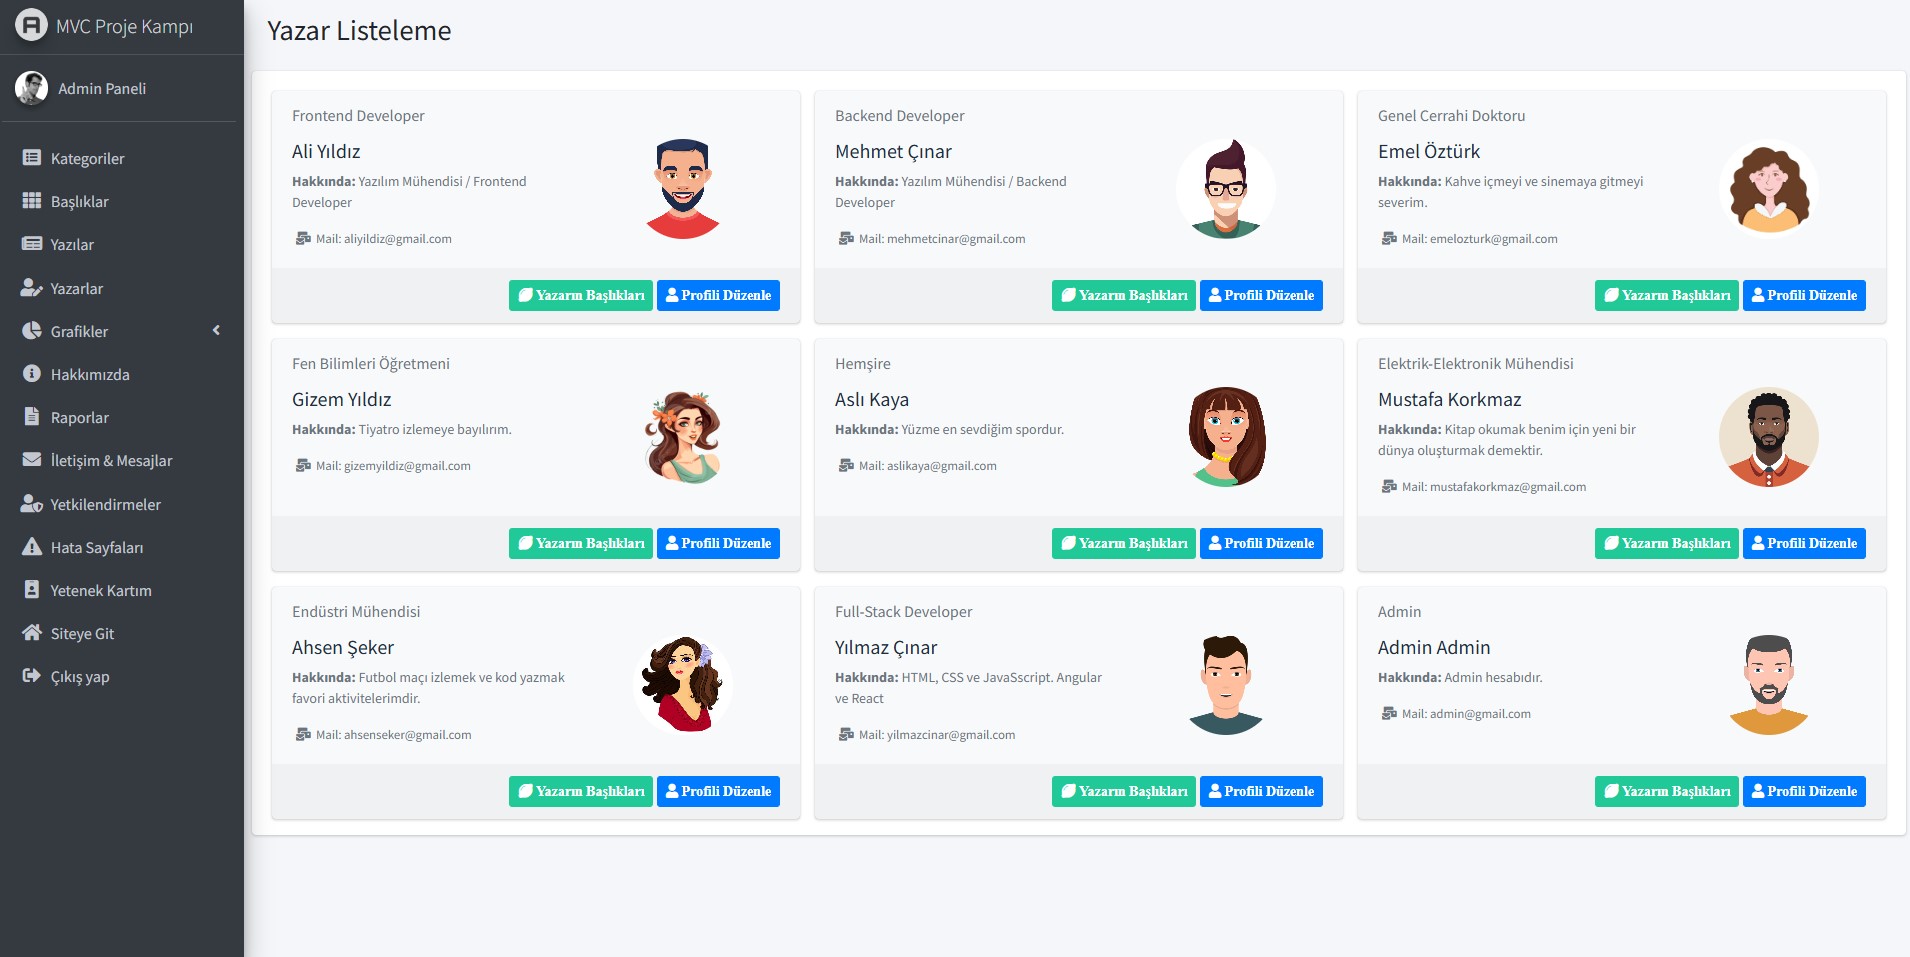 MVC Proje Kampı
Admin Paneli
Kategoriler
Başlıklar
Yazılar
Yazarlar
Grafikler
Hakkımızda
Raporlar
İletişim & Mesajlar
Yetkilendirmeler
Hata Sayfaları
Yetenek Kartım
Siteye Git
Çıkış yap
Yazar Listeleme
Frontend Developer
Ali Yıldız
Hakkında: Yazılım Mühendisi / Frontend
Developer
Mail: aliyildiz@gmail.com
Yazarın Başlıkları
Profili Düzenle
Backend Developer
Mehmet Çınar
Hakkında: Yazılım Mühendisi / Backend
Developer
Mail: mehmetcinar@gmail.com
Yazarın Başlıkları
Profili Düzenle
Genel Cerrahi Doktoru
Emel Öztürk
Hakkında: Kahve içmeyi ve sinemaya gitmeyi
severim.
Mail: emelozturk@gmail.com
Yazarın Başlıkları
Profili Düzenle
Fen Bilimleri Öğretmeni
Gizem Yıldız
Hakkında: Tiyatro izlemeye bayılırım.
Mail: gizemyildiz@gmail.com
Yazarın Başlıkları
Profili Düzenle
Hemşire
Aslı Kaya
Hakkında: Yüzme en sevdiğim spordur.
Mail: aslikaya@gmail.com
Yazarın Başlıkları
Profili Düzenle
Elektrik-Elektronik Mühendisi
Mustafa Korkmaz
Hakkında: Kitap okumak benim için yeni bir
dünya oluşturmak demektir.
Mail: mustafakorkmaz@gmail.com
Yazarın Başlıkları
Profili Düzenle
Endüstri Mühendisi
Ahsen Şeker
Hakkında: Futbol maçı izlemek ve kod yazmak
favori aktivitelerimdir.
Mail: ahsenseker@gmail.com
Yazarın Başlıkları
Profili Düzenle
Full-Stack Developer
Yılmaz Çınar
Hakkında: HTML, CSS ve JavaSscript. Angular
ve React
Mail: yilmazcinar@gmail.com
Yazarın Başlıkları
Profili Düzenle
Admin
Admin Admin
Hakkında: Admin hesabıdır.
Mail: admin@gmail.com
Yazarın Başlıkları
Profili Düzenle